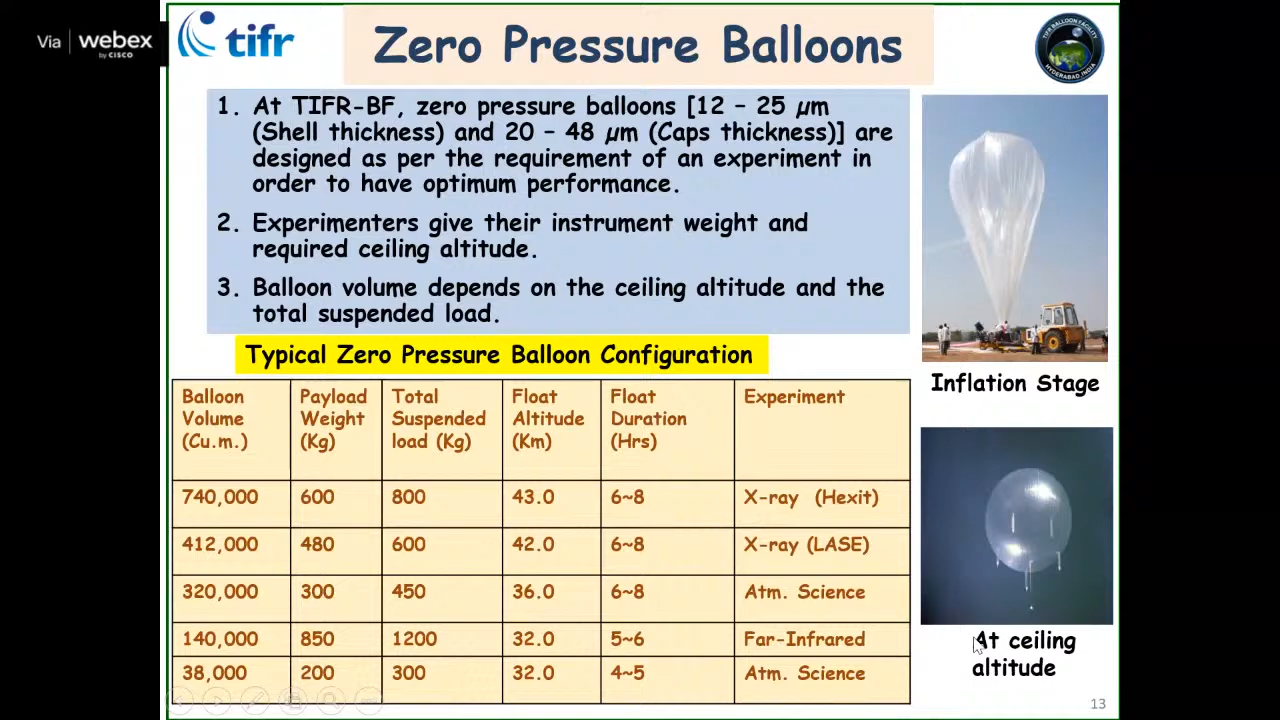 Via webex
by CISCO
tifr
Zero Pressure Balloons
TIFR BALLOON FACILITY
HYDERABAD, INDIA
1. At TIFR-BF, zero pressure balloons [12 – 25 µm
(Shell thickness) and 20 – 48 µm (Caps thickness)] are
designed as per the requirement of an experiment in
order to have optimum performance.
2. Experimenters give their instrument weight and
required ceiling altitude.
3. Balloon volume depends on the ceiling altitude and the
total suspended load.
Inflation Stage
Typical Zero Pressure Balloon Configuration
Balloon Volume (Cu.m.) Payload Weight (Kg) Total Suspended load (Kg) Float Altitude (Km) Float Duration (Hrs) Experiment
740,000 600 800 43.0 6~8 X-ray (Hexit)
412,000 480 600 42.0 6~8 X-ray (LASE)
320,000 300 450 36.0 6~8 Atm. Science
140,000 850 1200 32.0 5~6 Far-Infrared
38,000 200 300 32.0 4~5 Atm. Science
At ceiling
altitude
13